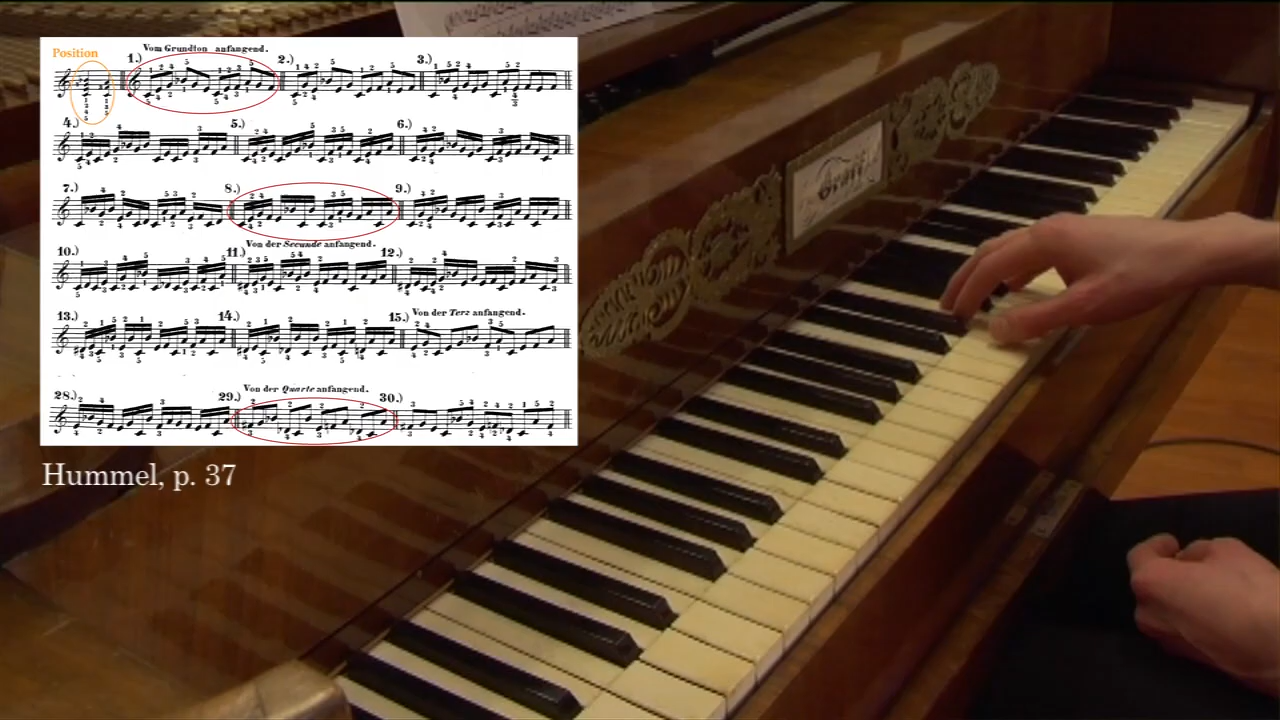 Position
Vom Grundton anfangend.
1.) 2.) 3.)
4.) 5.) 6.)
7.) 8.) 9.)
Von der Secunde anfangend.
10.) 11.) 12.)
Von der Terz anfangend.
13.) 14.) 15.)
Von der Quarte anfangend.
28.) 29.) 30.)
Hummel, p. 37
Graff